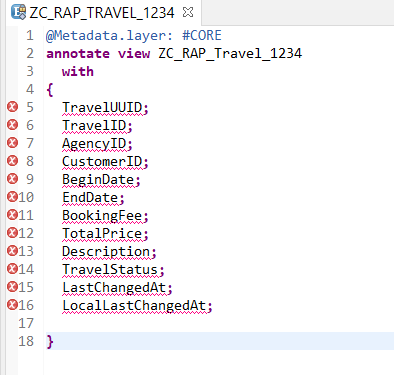 ZC_RAP_TRAVEL_1234
1 @Metadata.layer: #CORE
2 annotate view ZC_RAP_Travel_1234
3 with
4 {
5 TravelUUID;
6 TravelID;
7 AgencyID;
8 CustomerID;
9 BeginDate;
10 EndDate;
11 BookingFee;
12 TotalPrice;
13 Description;
14 TravelStatus;
15 LastChangedAt;
16 LocalLastChangedAt;
17
18 }